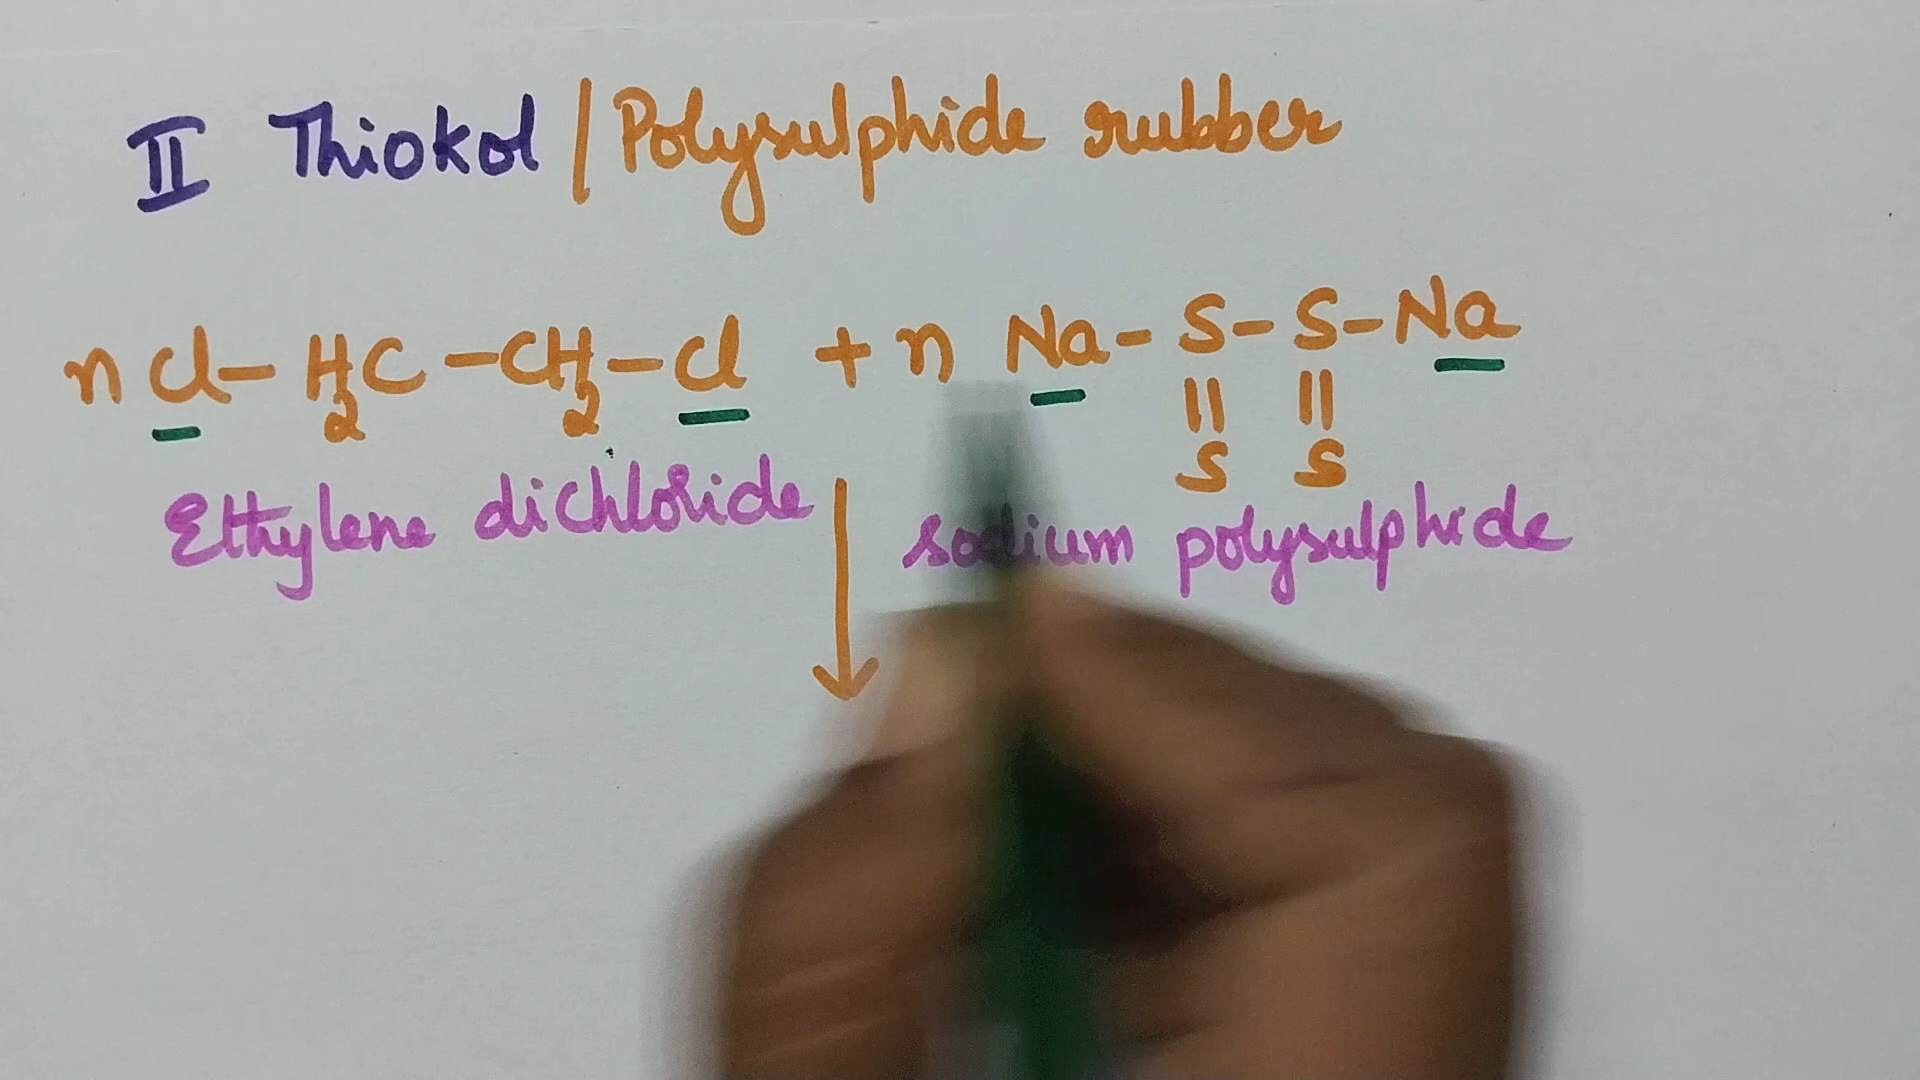 II Thiokol / Polysulphide rubber
n Cl - H2C - CH2 - Cl + n Na - S - S - Na
|| ||
S S
Ethylene dichloride sodium polysulphide